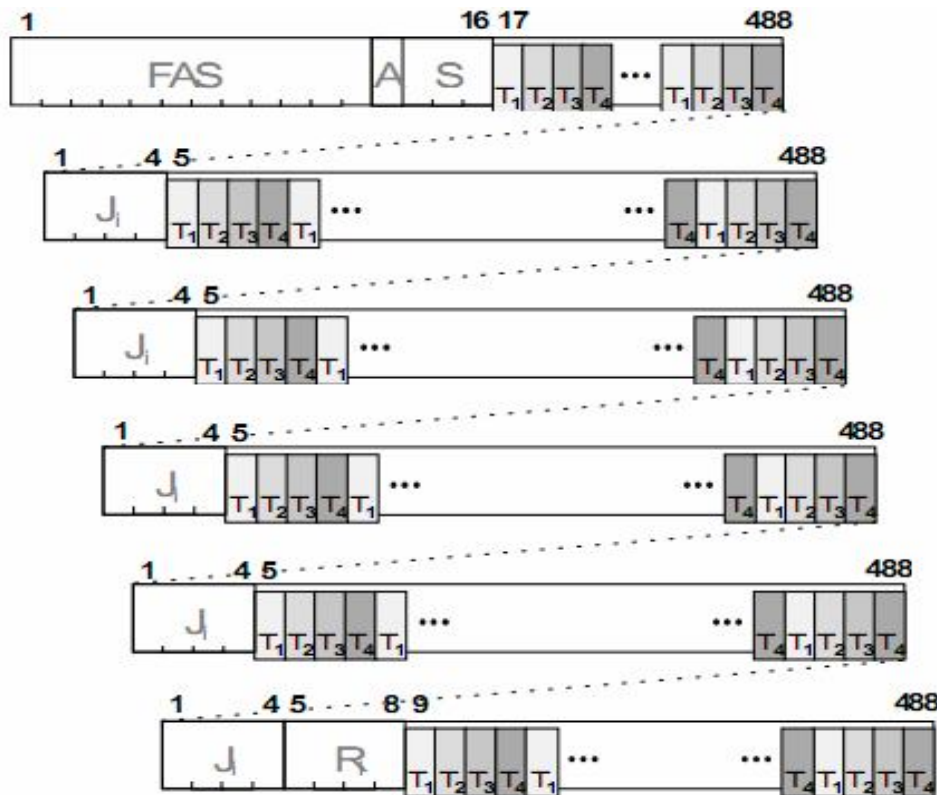 1 16 17 488
FAS A S T₁ T₂ T₃ T₄ ... T₁ T₂ T₃ T₄
1 4 5 488
Jᵢ T₁ T₂ T₃ T₄ T₁ ... ... T₄ T₁ T₂ T₃ T₄
1 4 5 488
Jᵢ T₁ T₂ T₃ T₄ T₁ ... ... T₄ T₁ T₂ T₃ T₄
1 4 5 488
Jᵢ T₁ T₂ T₃ T₄ T₁ ... ... T₄ T₁ T₂ T₃ T₄
1 4 5 488
Jᵢ T₁ T₂ T₃ T₄ T₁ ... ... T₄ T₁ T₂ T₃ T₄
1 4 5 8 9 488
Jᵢ Rᵢ T₁ T₂ T₃ T₄ T₁ ... ... T₄ T₁ T₂ T₃ T₄